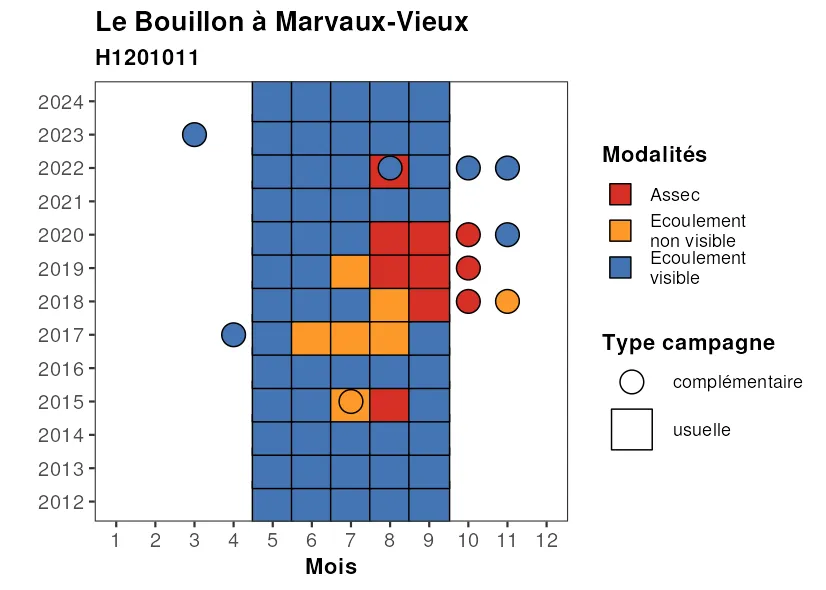 Le Bouillon à Marvaux-Vieux
H1201011
2024
2023
2022
2021
2020
2019
2018
2017
2016
2015
2014
2013
2012
1 2 3 4 5 6 7 8 9 10 11 12
Mois
Modalités
Assec
Ecoulement
non visible
Ecoulement
visible
Type campagne
complémentaire
usuelle